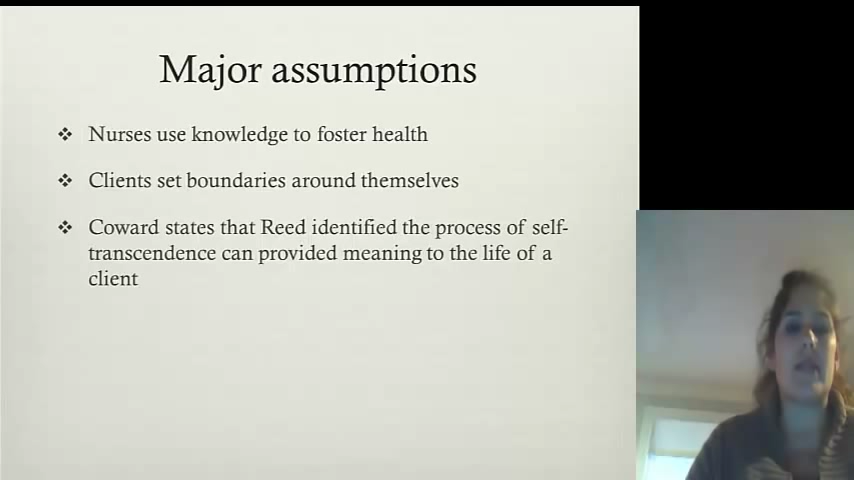 Major assumptions
❖ Nurses use knowledge to foster health
❖ Clients set boundaries around themselves
❖ Coward states that Reed identified the process of self-
transcendence can provided meaning to the life of a
client